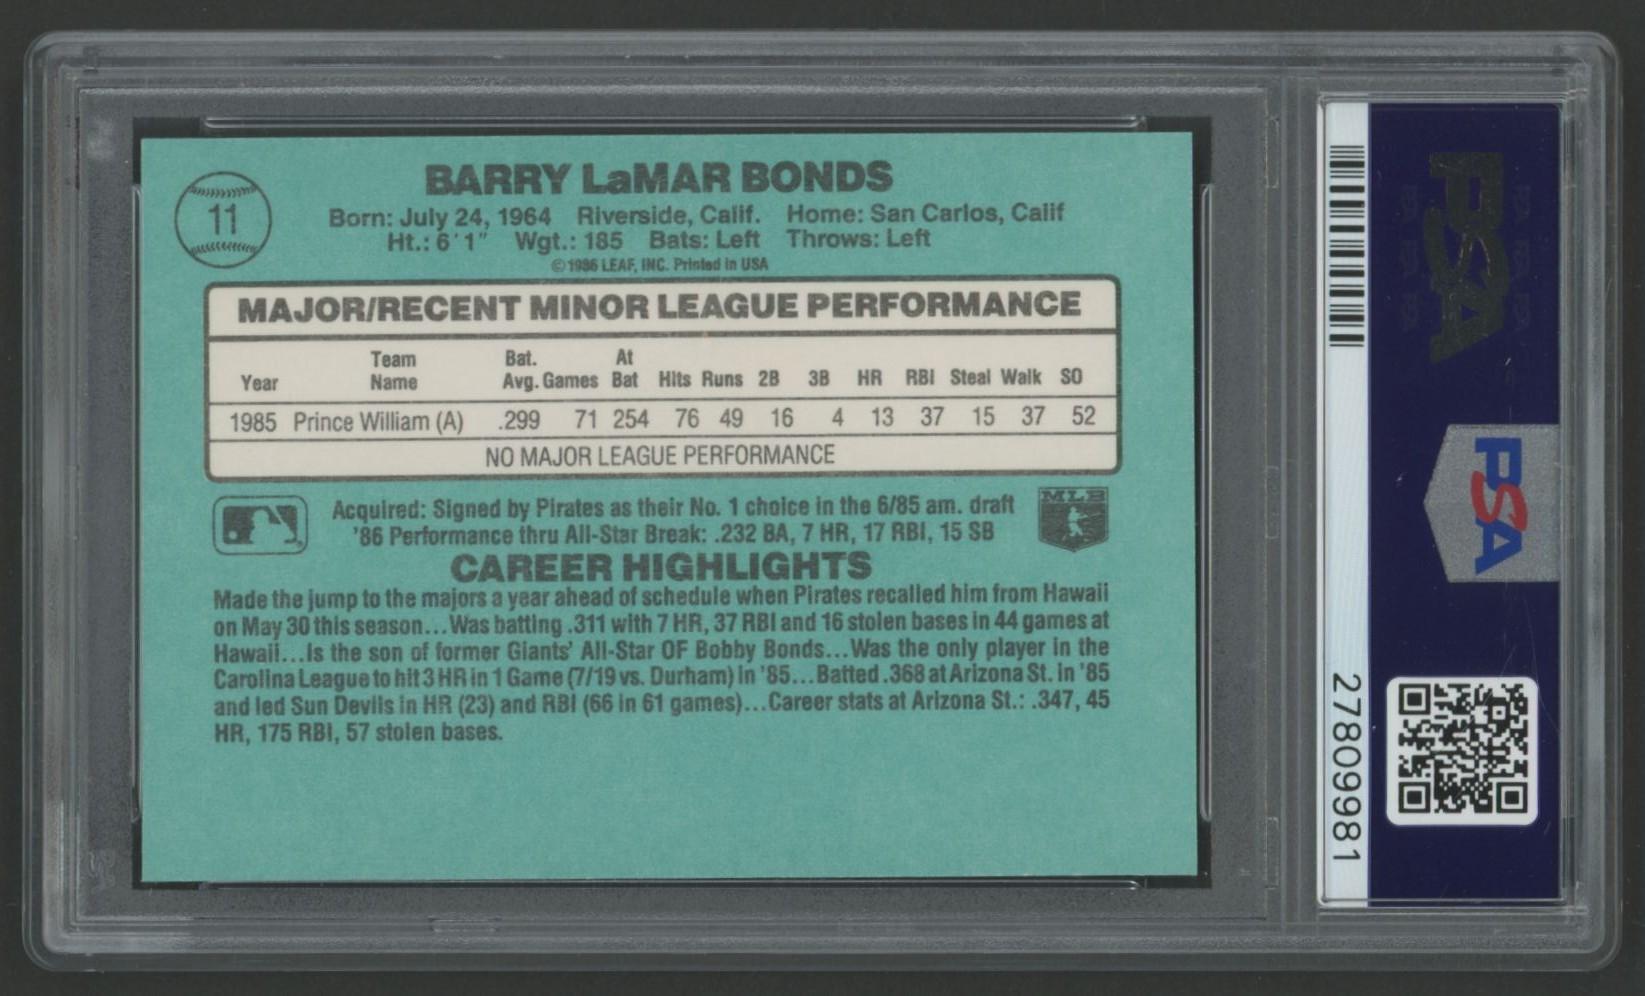 11
BARRY LaMAR BONDS
Born: July 24, 1964 Riverside, Calif. Home: San Carlos, Calif
Ht.: 6'1" Wgt.: 185 Bats: Left Throws: Left
©1986 LEAF, INC. Printed in USA
MAJOR/RECENT MINOR LEAGUE PERFORMANCE
Year Team Name Bat. Avg. Games At Bat Hits Runs 2B 3B HR RBI Steal Walk SO
1985 Prince William (A) .299 71 254 76 49 16 4 13 37 15 37 52
NO MAJOR LEAGUE PERFORMANCE
Acquired: Signed by Pirates as their No. 1 choice in the 6/85 am. draft
'86 Performance thru All-Star Break: .232 BA, 7 HR, 17 RBI, 15 SB
MLB
CAREER HIGHLIGHTS
Made the jump to the majors a year ahead of schedule when Pirates recalled him from Hawaii
on May 30 this season...Was batting .311 with 7 HR, 37 RBI and 16 stolen bases in 44 games at
Hawaii...Is the son of former Giants' All-Star OF Bobby Bonds...Was the only player in the
Carolina League to hit 3 HR in 1 Game (7/19 vs. Durham) in '85...Batted .368 at Arizona St. in '85
and led Sun Devils in HR (23) and RBI (66 in 61 games)...Career stats at Arizona St.: .347, 45
HR, 175 RBI, 57 stolen bases.
PSA
PSA
27809981